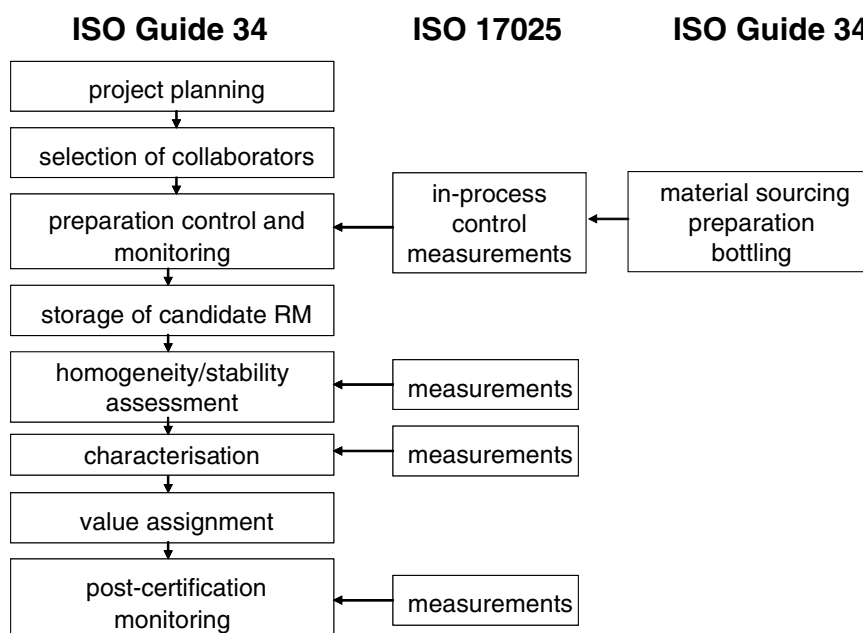 ISO Guide 34
ISO 17025
ISO Guide 34
project planning
selection of collaborators
preparation control and
monitoring
in-process
control
measurements
material sourcing
preparation
bottling
storage of candidate RM
homogeneity/stability
assessment
measurements
characterisation
measurements
value assignment
post-certification
monitoring
measurements